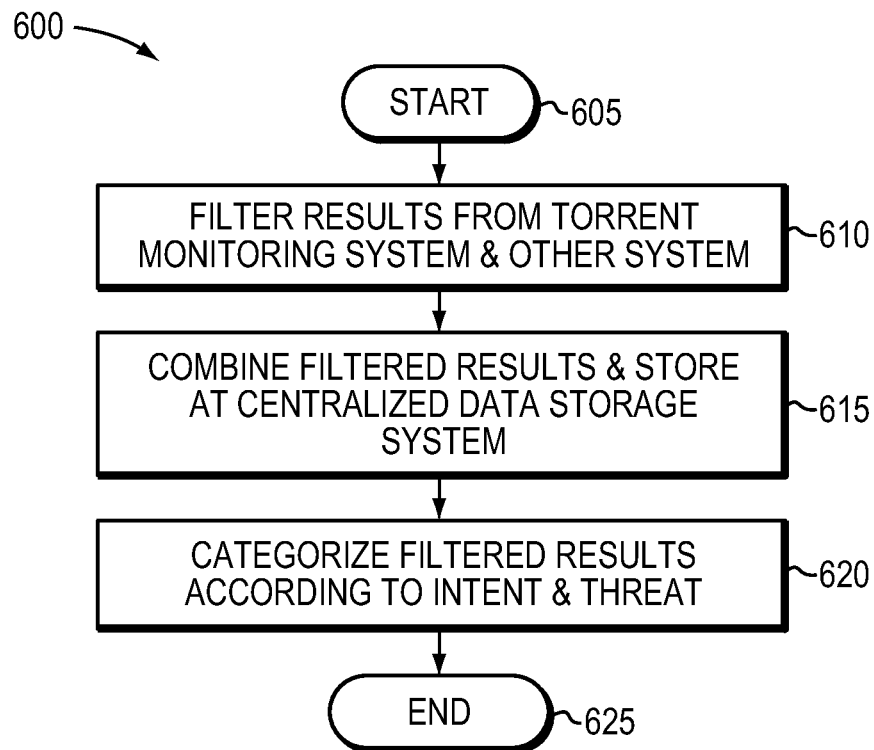 600
START
605
FILTER RESULTS FROM TORRENT
MONITORING SYSTEM & OTHER SYSTEM
610
COMBINE FILTERED RESULTS & STORE
AT CENTRALIZED DATA STORAGE
SYSTEM
615
CATEGORIZE FILTERED RESULTS
ACCORDING TO INTENT & THREAT
620
END
625